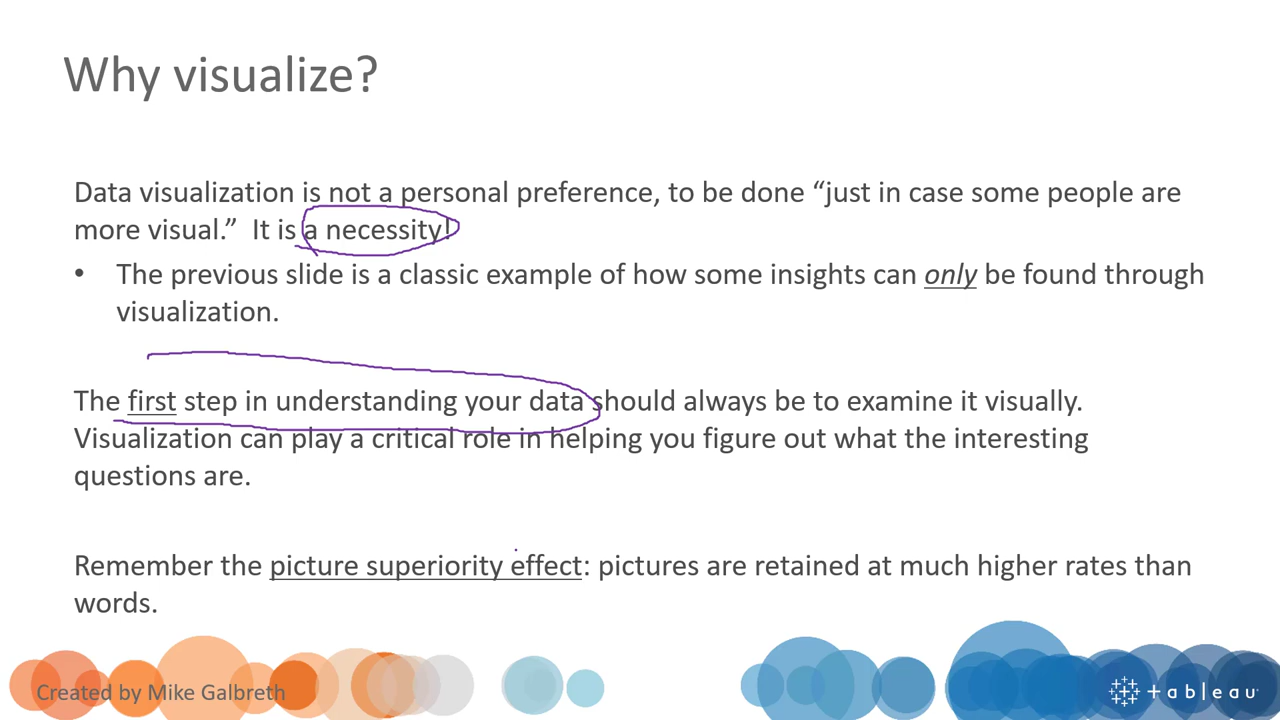 Why visualize?
Data visualization is not a personal preference, to be done “just in case some people are
more visual.” It is a necessity!
• The previous slide is a classic example of how some insights can only be found through
visualization.
The first step in understanding your data should always be to examine it visually.
Visualization can play a critical role in helping you figure out what the interesting
questions are.
Remember the picture superiority effect: pictures are retained at much higher rates than
words.
Created by Mike Galbreth
tableau